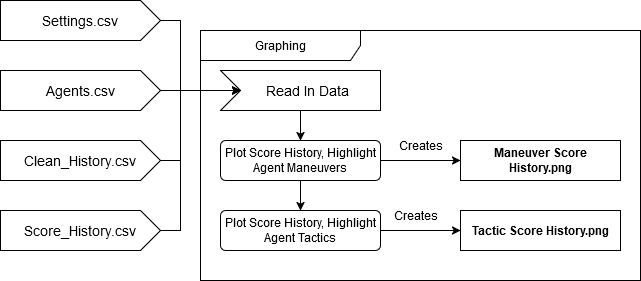 Settings.csv
Graphing
Agents.csv
Read In Data
Clean_History.csv
Plot Score History, Highlight
Agent Maneuvers
Creates
Maneuver Score
History.png
Score_History.csv
Plot Score History, Highlight
Agent Tactics
Creates
Tactic Score History.png